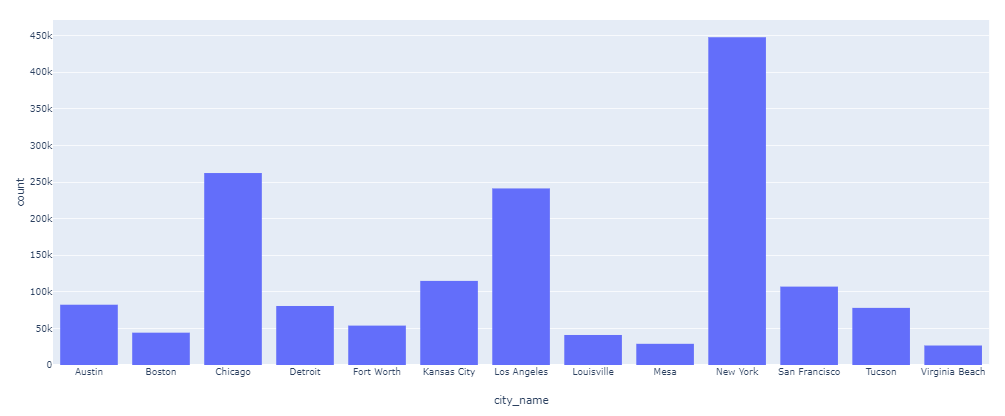 450k
400k
350k
300k
250k
200k
150k
100k
50k
0
count
Austin Boston Chicago Detroit Fort Worth Kansas City Los Angeles Louisville Mesa New York San Francisco Tucson Virginia Beach
city_name